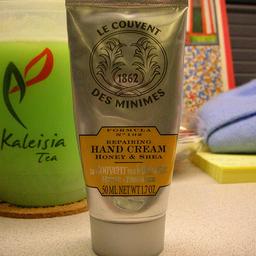 Kaleisia
Tea
LE COUVENT
1862
DES MINIMES
FORMULA
N° 102
REPAIRING
HAND CREAM
HONEY & SHEA
50 ML NET WT 1.7 OZ